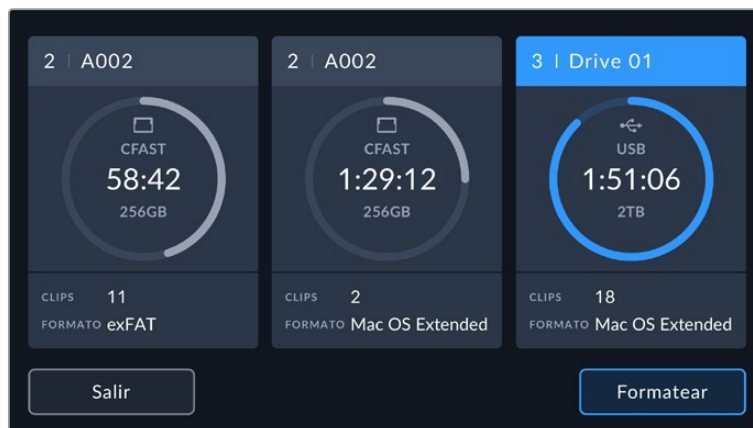 2 | A002
CFAST
58:42
256GB
CLIPS 11
FORMATO exFAT
2 | A002
CFAST
1:29:12
256GB
CLIPS 2
FORMATO Mac OS Extended
3 | Drive 01
USB
1:51:06
2TB
CLIPS 18
FORMATO Mac OS Extended
Salir
Formatear